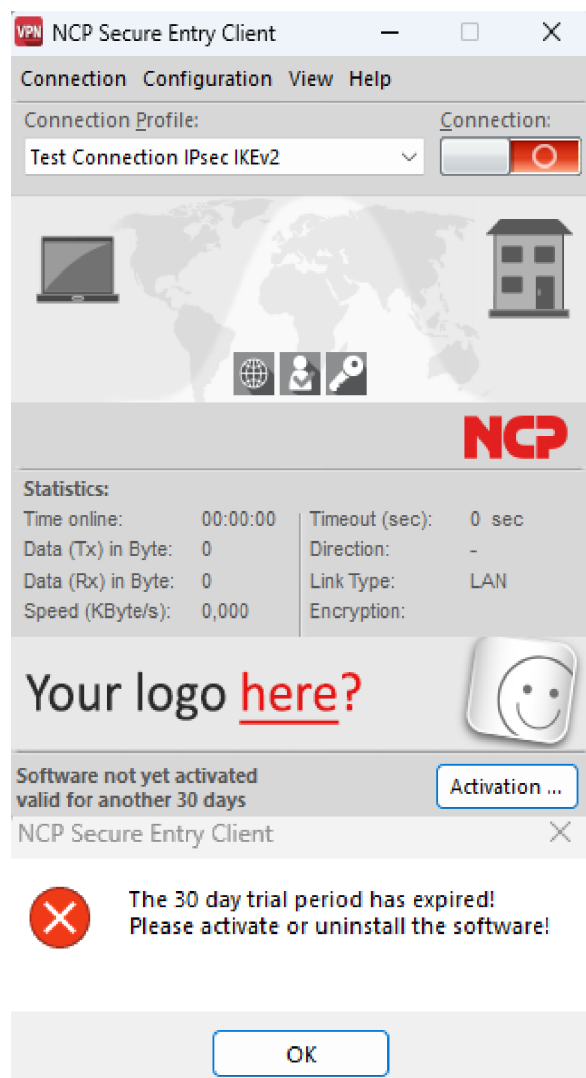 VPN NCP Secure Entry Client
Connection Configuration View Help
Connection Profile: Connection:
Test Connection IPsec IKEv2
NCP
Statistics:
Time online: 00:00:00 Timeout (sec): 0 sec
Data (Tx) in Byte: 0 Direction: -
Data (Rx) in Byte: 0 Link Type: LAN
Speed (KByte/s): 0,000 Encryption:
Your logo here?
Software not yet activated
valid for another 30 days
Activation ...
NCP Secure Entry Client
The 30 day trial period has expired!
Please activate or uninstall the software!
OK